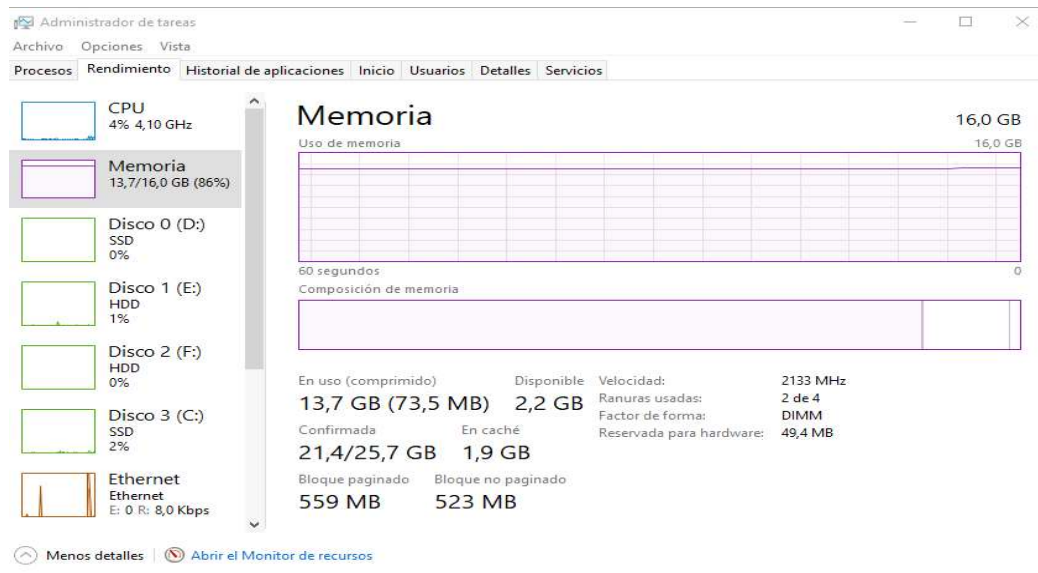 Administrador de tareas
Archivo Opciones Vista
Procesos Rendimiento Historial de aplicaciones Inicio Usuarios Detalles Servicios
CPU
4% 4,10 GHz
Memoria
13,7/16,0 GB (86%)
Disco 0 (D:)
SSD
0%
Disco 1 (E:)
HDD
1%
Disco 2 (F:)
HDD
0%
Disco 3 (C:)
SSD
2%
Ethernet
Ethernet
E: 0 R: 8,0 Kbps
Memoria 16,0 GB
Uso de memoria 16,0 GB
60 segundos 0
Composición de memoria
En uso (comprimido) Disponible
13,7 GB (73,5 MB) 2,2 GB
Confirmada En caché
21,4/25,7 GB 1,9 GB
Bloque paginado Bloque no paginado
559 MB 523 MB
Velocidad: 2133 MHz
Ranuras usadas: 2 de 4
Factor de forma: DIMM
Reservada para hardware: 49,4 MB
Menos detalles Abrir el Monitor de recursos